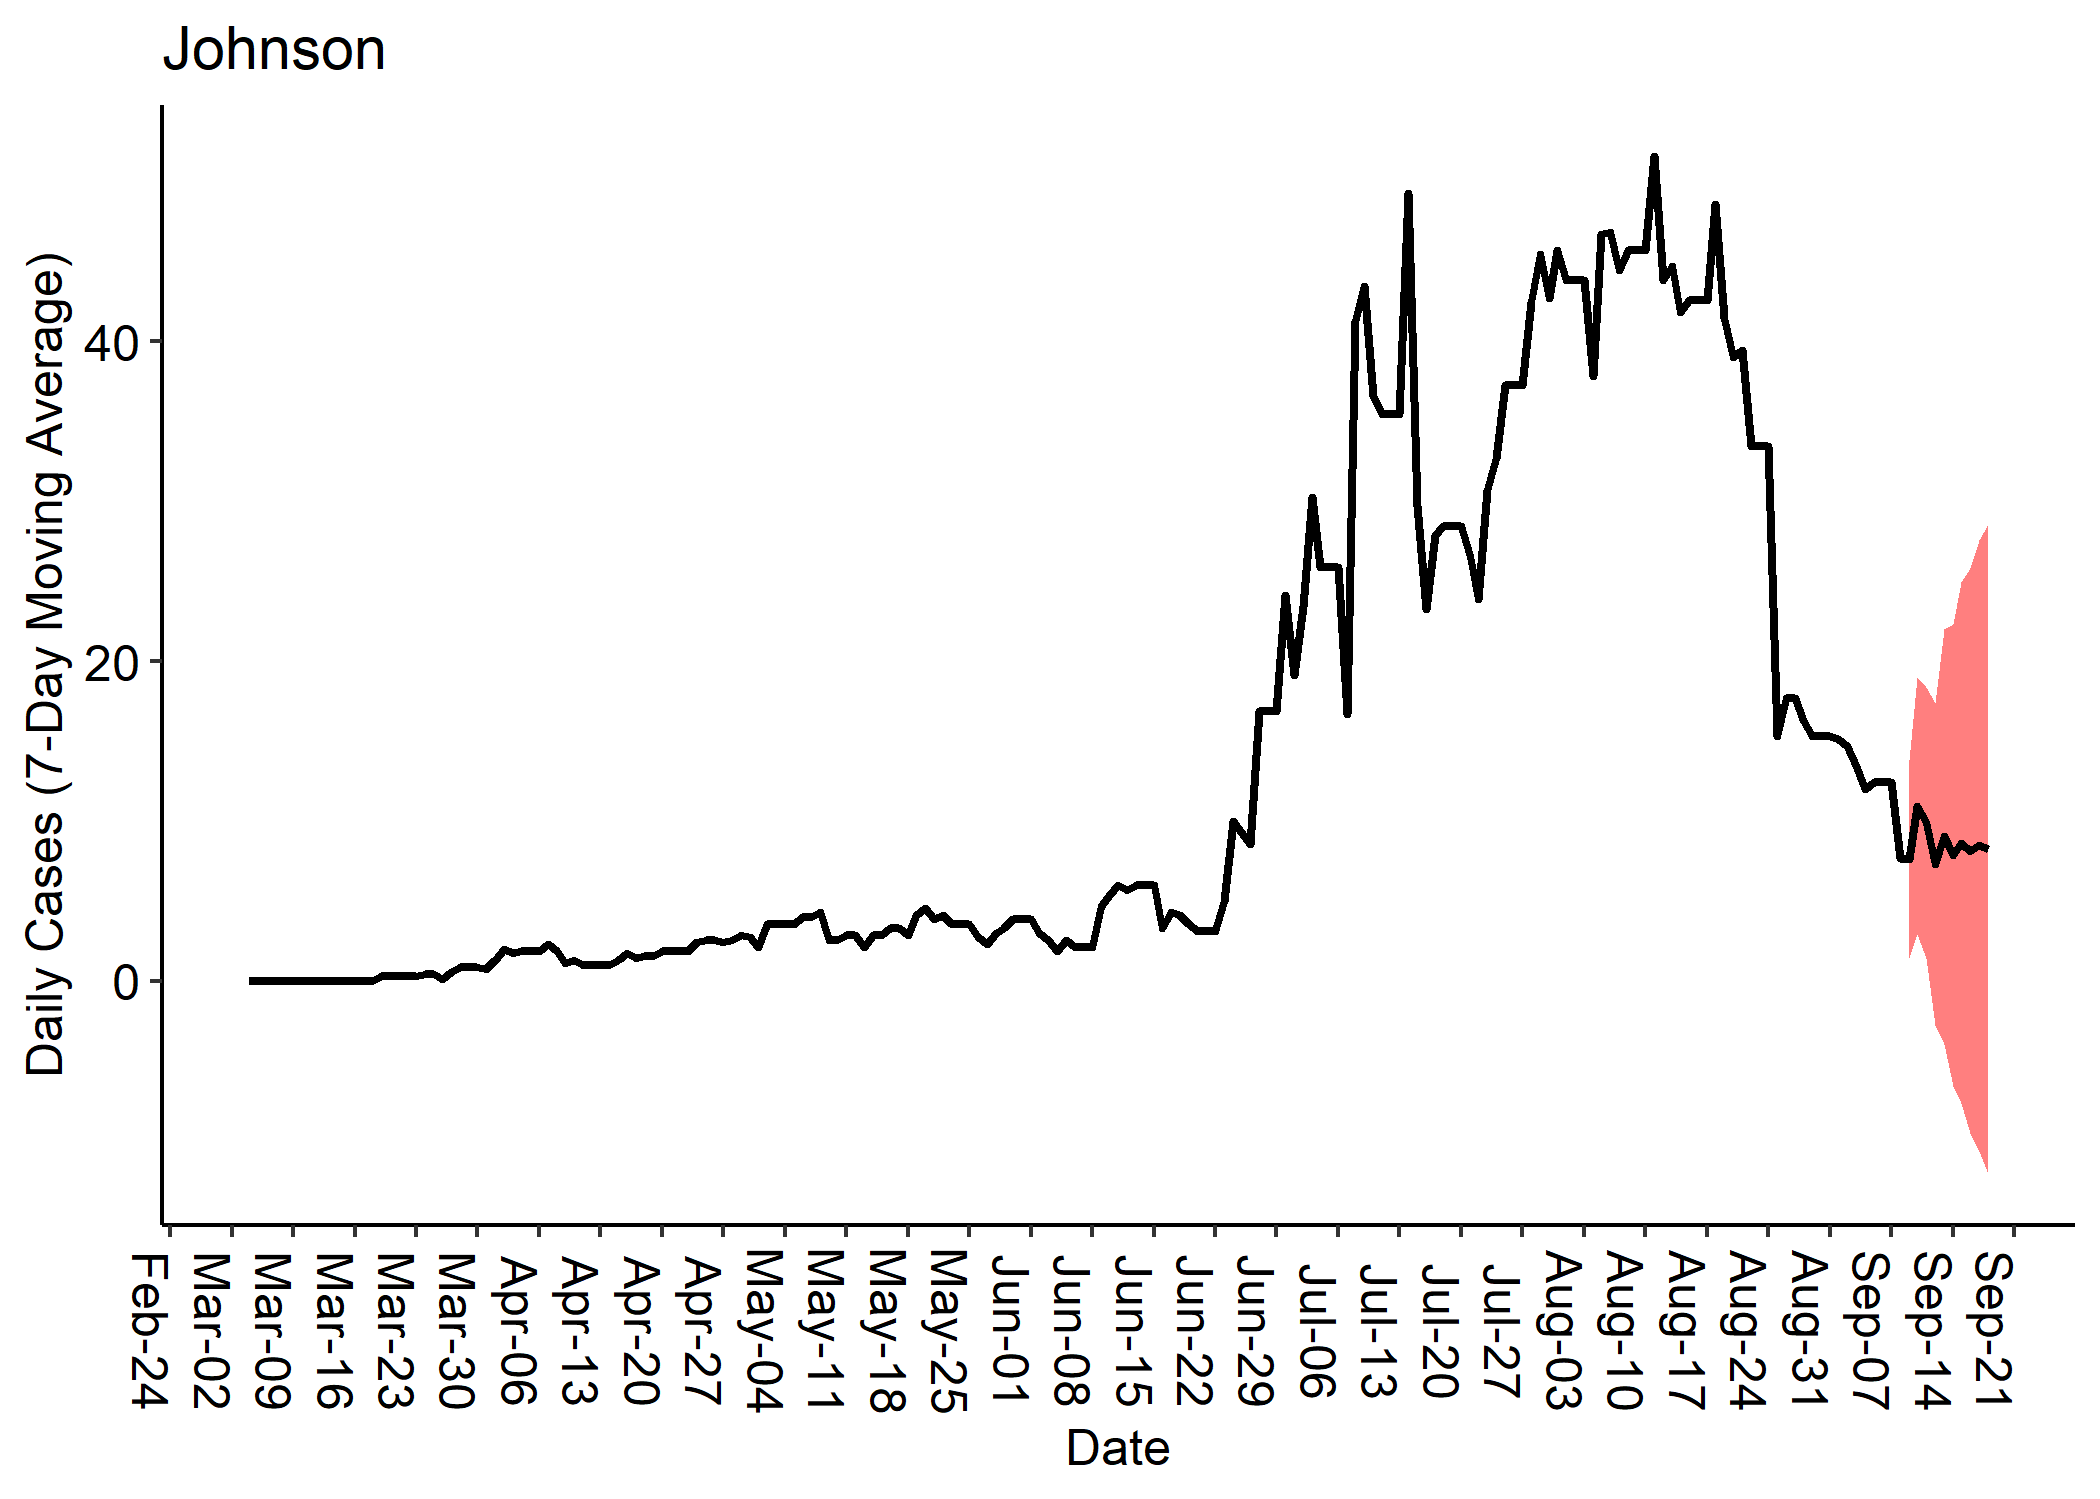 Johnson
Daily Cases (7-Day Moving Average)
40
20
0
Feb-24
Mar-02
Mar-09
Mar-16
Mar-23
Mar-30
Apr-06
Apr-13
Apr-20
Apr-27
May-04
May-11
May-18
May-25
Jun-01
Jun-08
Jun-15
Jun-22
Jun-29
Jul-06
Jul-13
Jul-20
Jul-27
Aug-03
Aug-10
Aug-17
Aug-24
Aug-31
Sep-07
Sep-14
Sep-21
Date